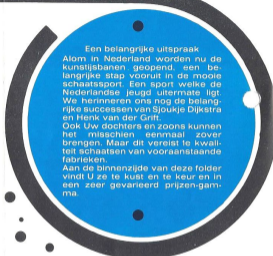 Een belangrijke uitspraak
Alom in Nederland worden nu de
kunstijsbanen geopend, een be-
langrijke stap vooruit in de mooie
schaatssport. Een sport welke de
Nederlandse jeugd uitermate ligt.
We herinneren ons nog de belang-
rijke successen van Sjoukje Dijkstra
en Henk van der Grift.
Ook Uw dochters en zoons kunnen
het misschien eenmaal zover
brengen. Maar dit vereist te kwali-
teit schaatsen van vooraanstaande
fabrieken.
Aan de binnenzijde van deze folder
vindt U ze te kust en te keur en in
een zeer gevarieerd prijzen-gam-
ma.